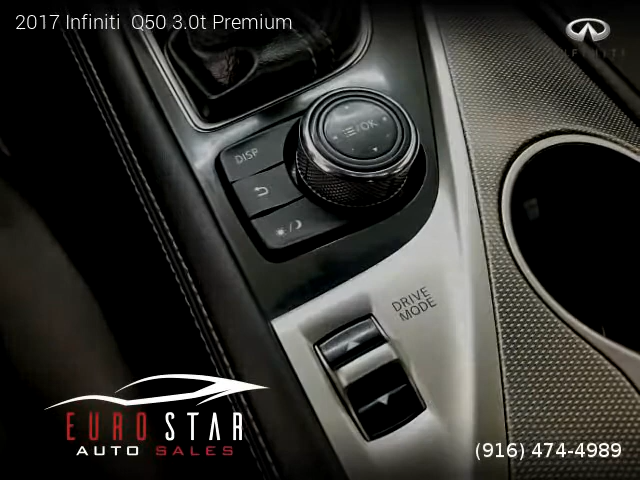 2017 Infiniti Q50 3.0t Premium
INFINITI
DISP
/OK
DRIVE
MODE
EURO STAR
AUTO SALES
(916) 474-4989